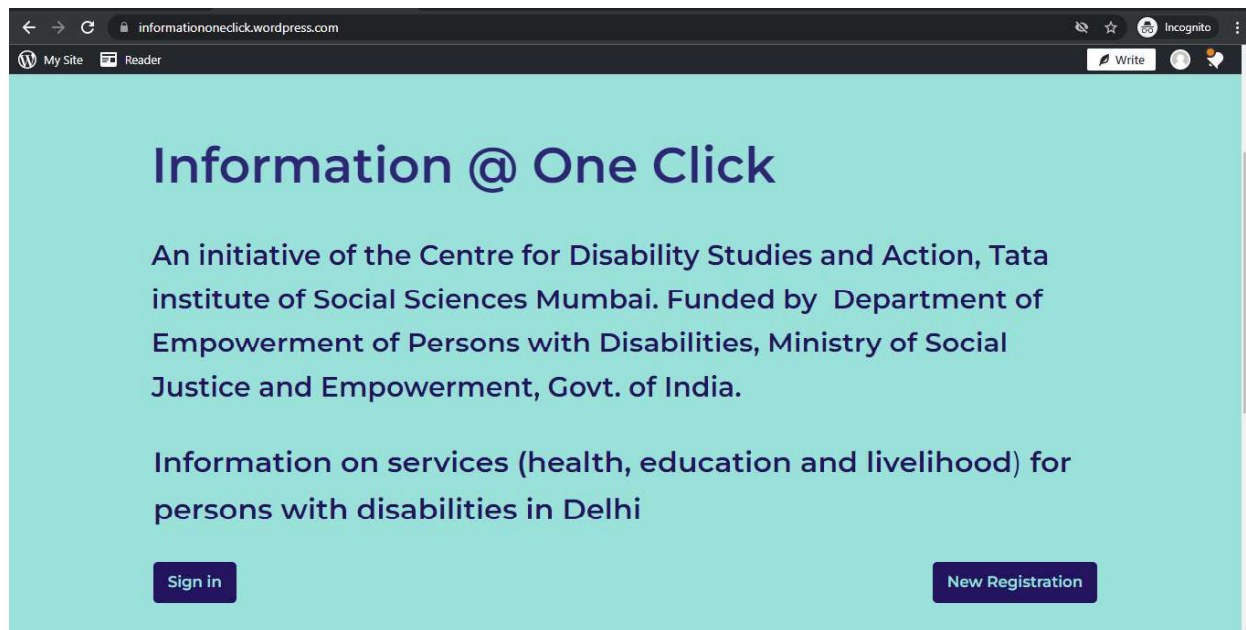 informationoneclick.wordpress.com
Incognito
My Site Reader Write
Information @ One Click
An initiative of the Centre for Disability Studies and Action, Tata
institute of Social Sciences Mumbai. Funded by Department of
Empowerment of Persons with Disabilities, Ministry of Social
Justice and Empowerment, Govt. of India.
Information on services (health, education and livelihood) for
persons with disabilities in Delhi
Sign in New Registration